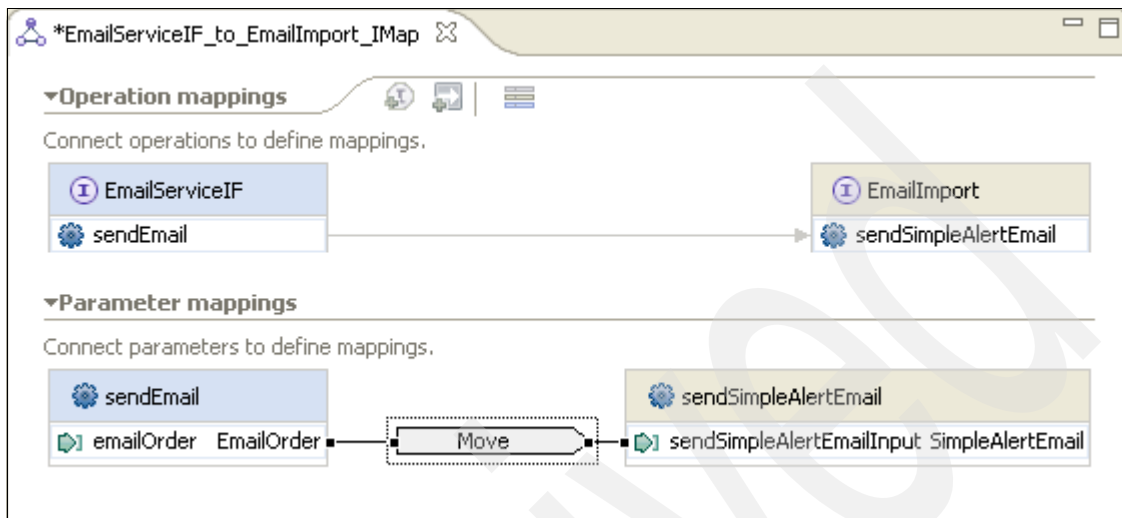 *EmailServiceIF_to_EmailImport_IMap
Operation mappings
Connect operations to define mappings.
EmailServiceIF EmailImport
sendEmail sendSimpleAlertEmail
Parameter mappings
Connect parameters to define mappings.
sendEmail sendSimpleAlertEmail
emailOrder EmailOrder Move sendSimpleAlertEmailInput SimpleAlertEmail